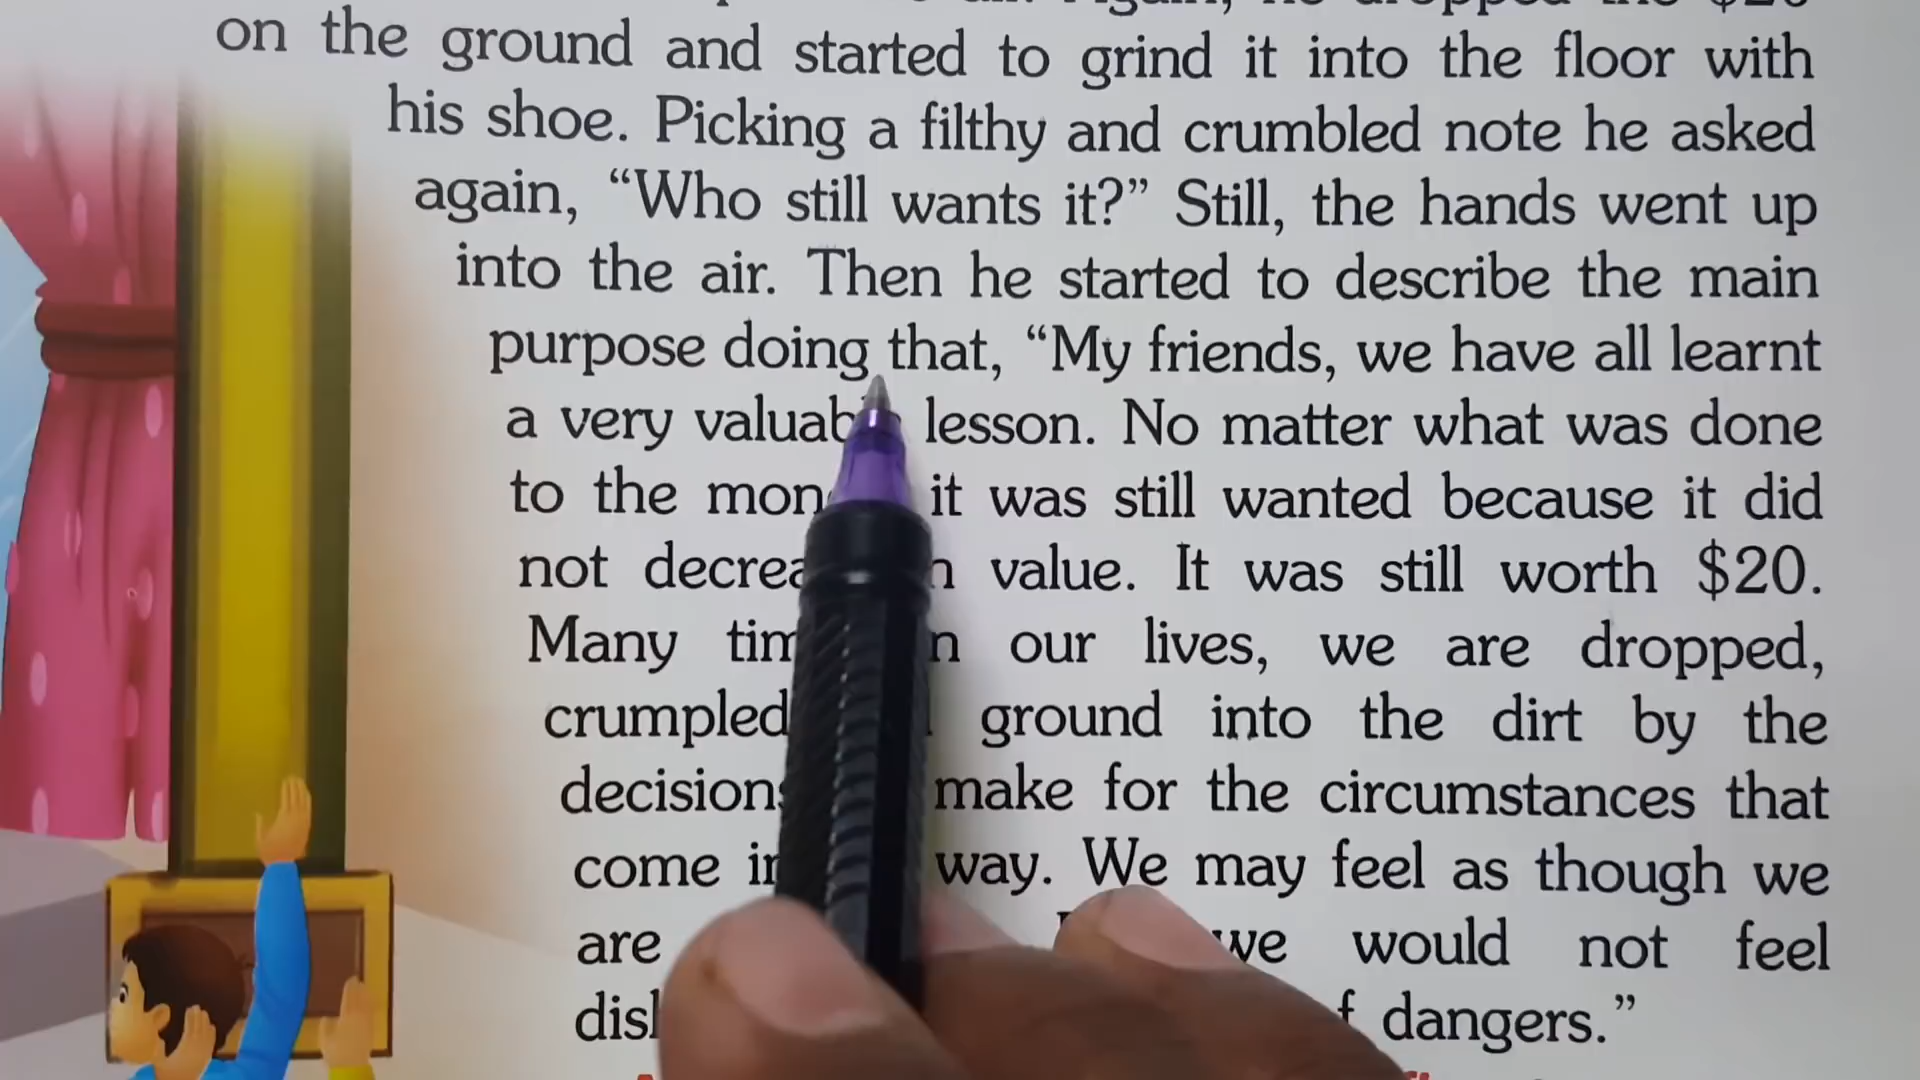 on the ground and started to grind it into the floor with
his shoe. Picking a filthy and crumbled note he asked
again, “Who still wants it?” Still, the hands went up
into the air. Then he started to describe the main
purpose doing that, “My friends, we have all learnt
a very lesson. No matter what was done
to the it was still wanted because it did
not value. It was still worth $20.
Many our lives, we are dropped,
crumpled ground into the dirt by the
make for the circumstances that
come way. We may feel as though we
are we would not feel
dangers.”